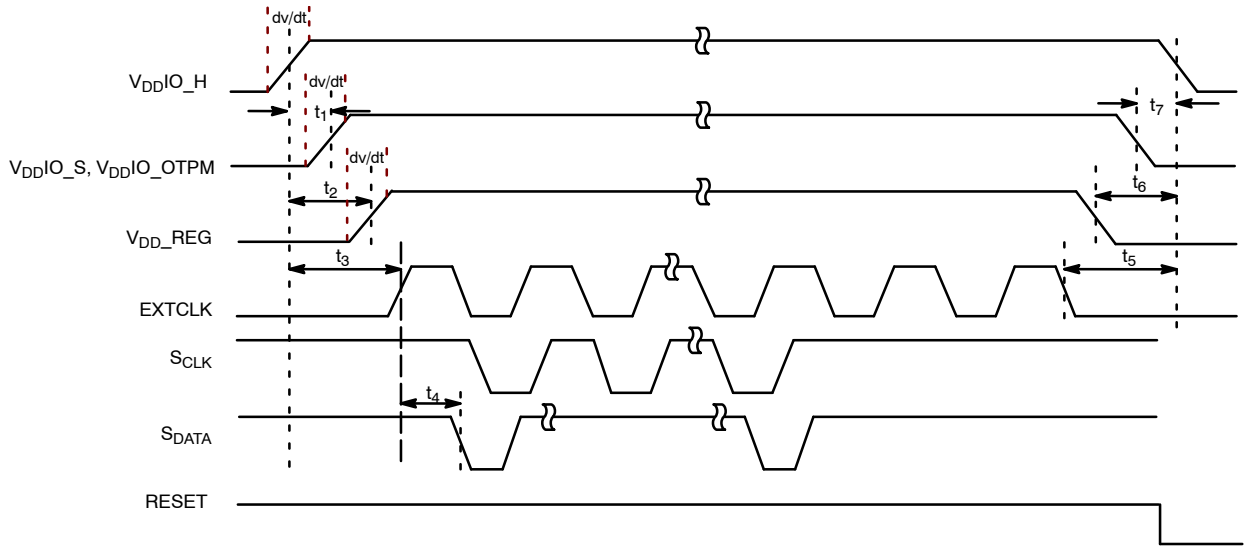 dv/dt
VDDIO_H
dv/dt
t1
t7
VDDIO_S, VDDIO_OTPM
dv/dt
t2
t6
VDD_REG
t3
t5
EXTCLK
SCLK
t4
SDATA
RESET